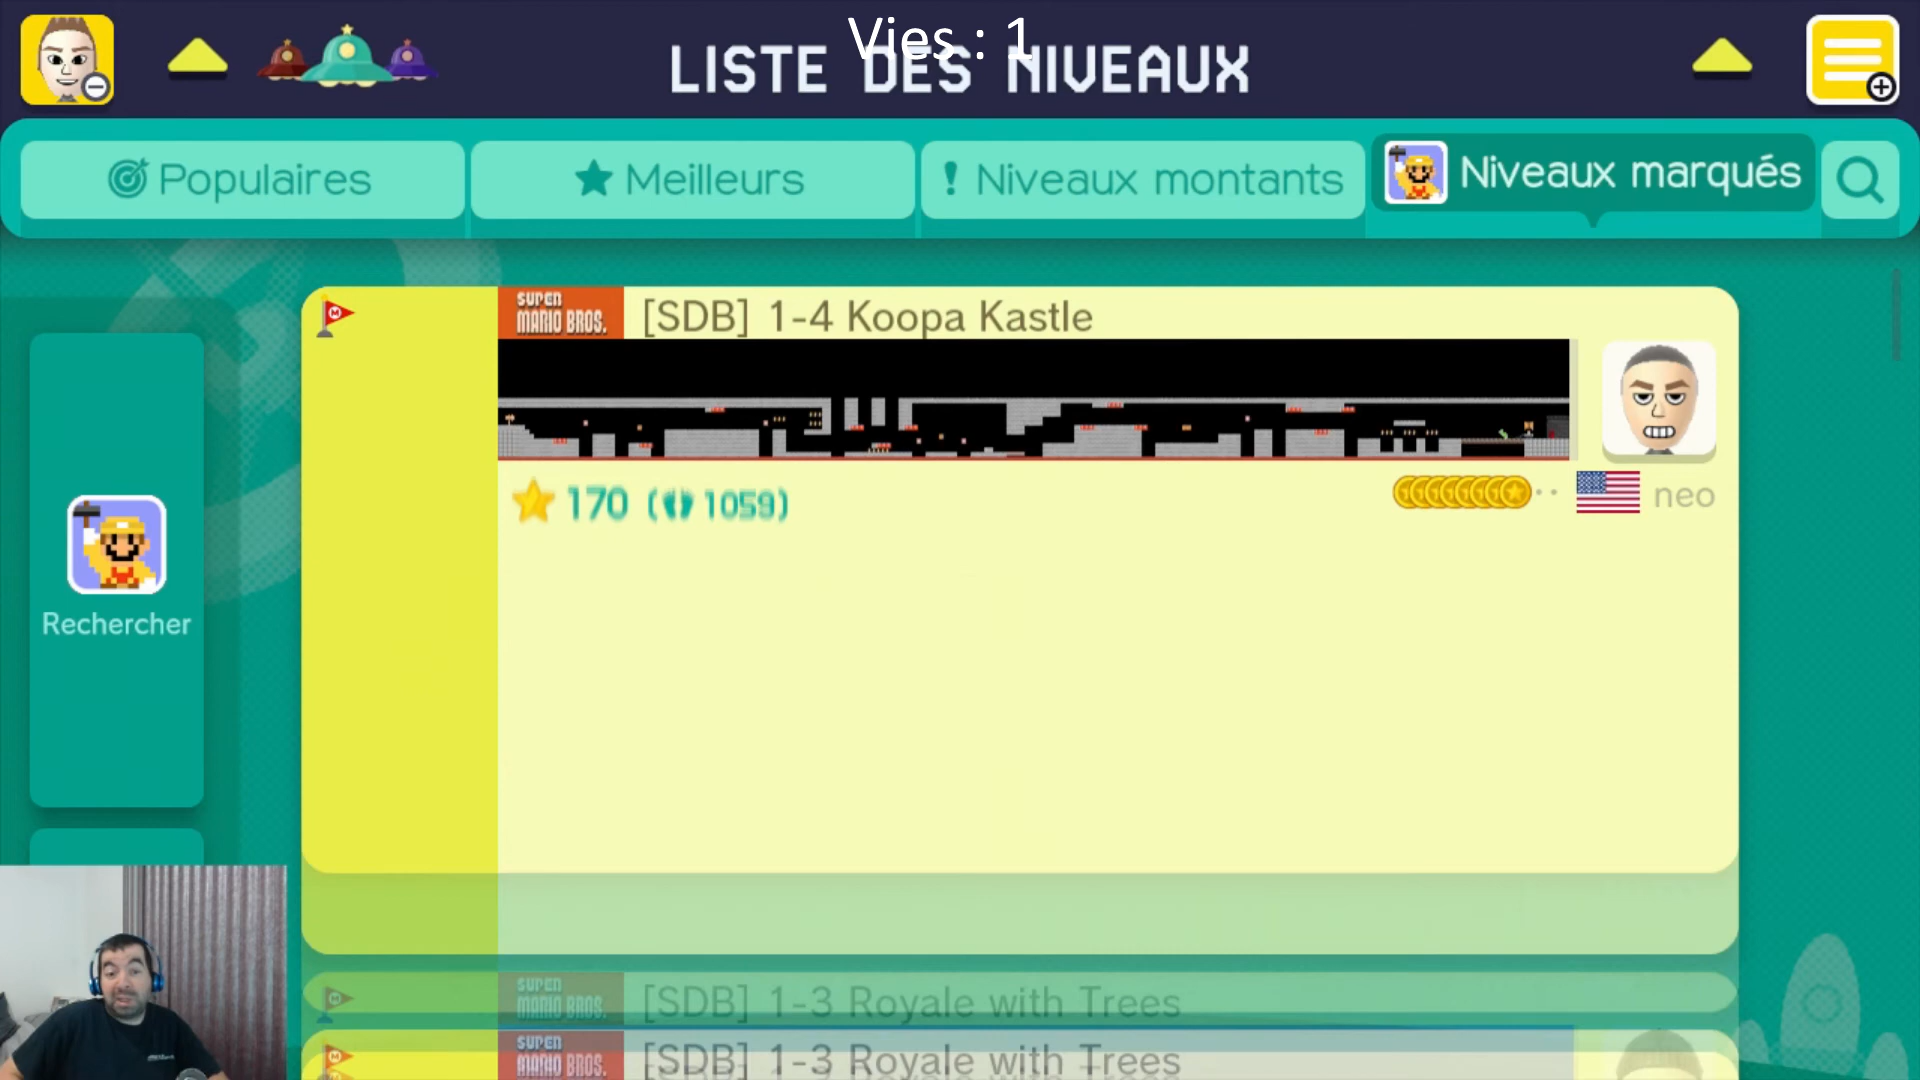 Vies : 1
LISTE DES NIVEAUX
Populaires
Meilleurs
Niveaux montants
Niveaux marqués
SUPER MARIO BROS.
[SDB] 1-4 Koopa Kastle
170 (1059)
neo
Rechercher
SUPER MARIO BROS.
[SDB] 1-3 Royale with Trees
SUPER MARIO BROS.
[SDB] 1-3 Royale with Trees